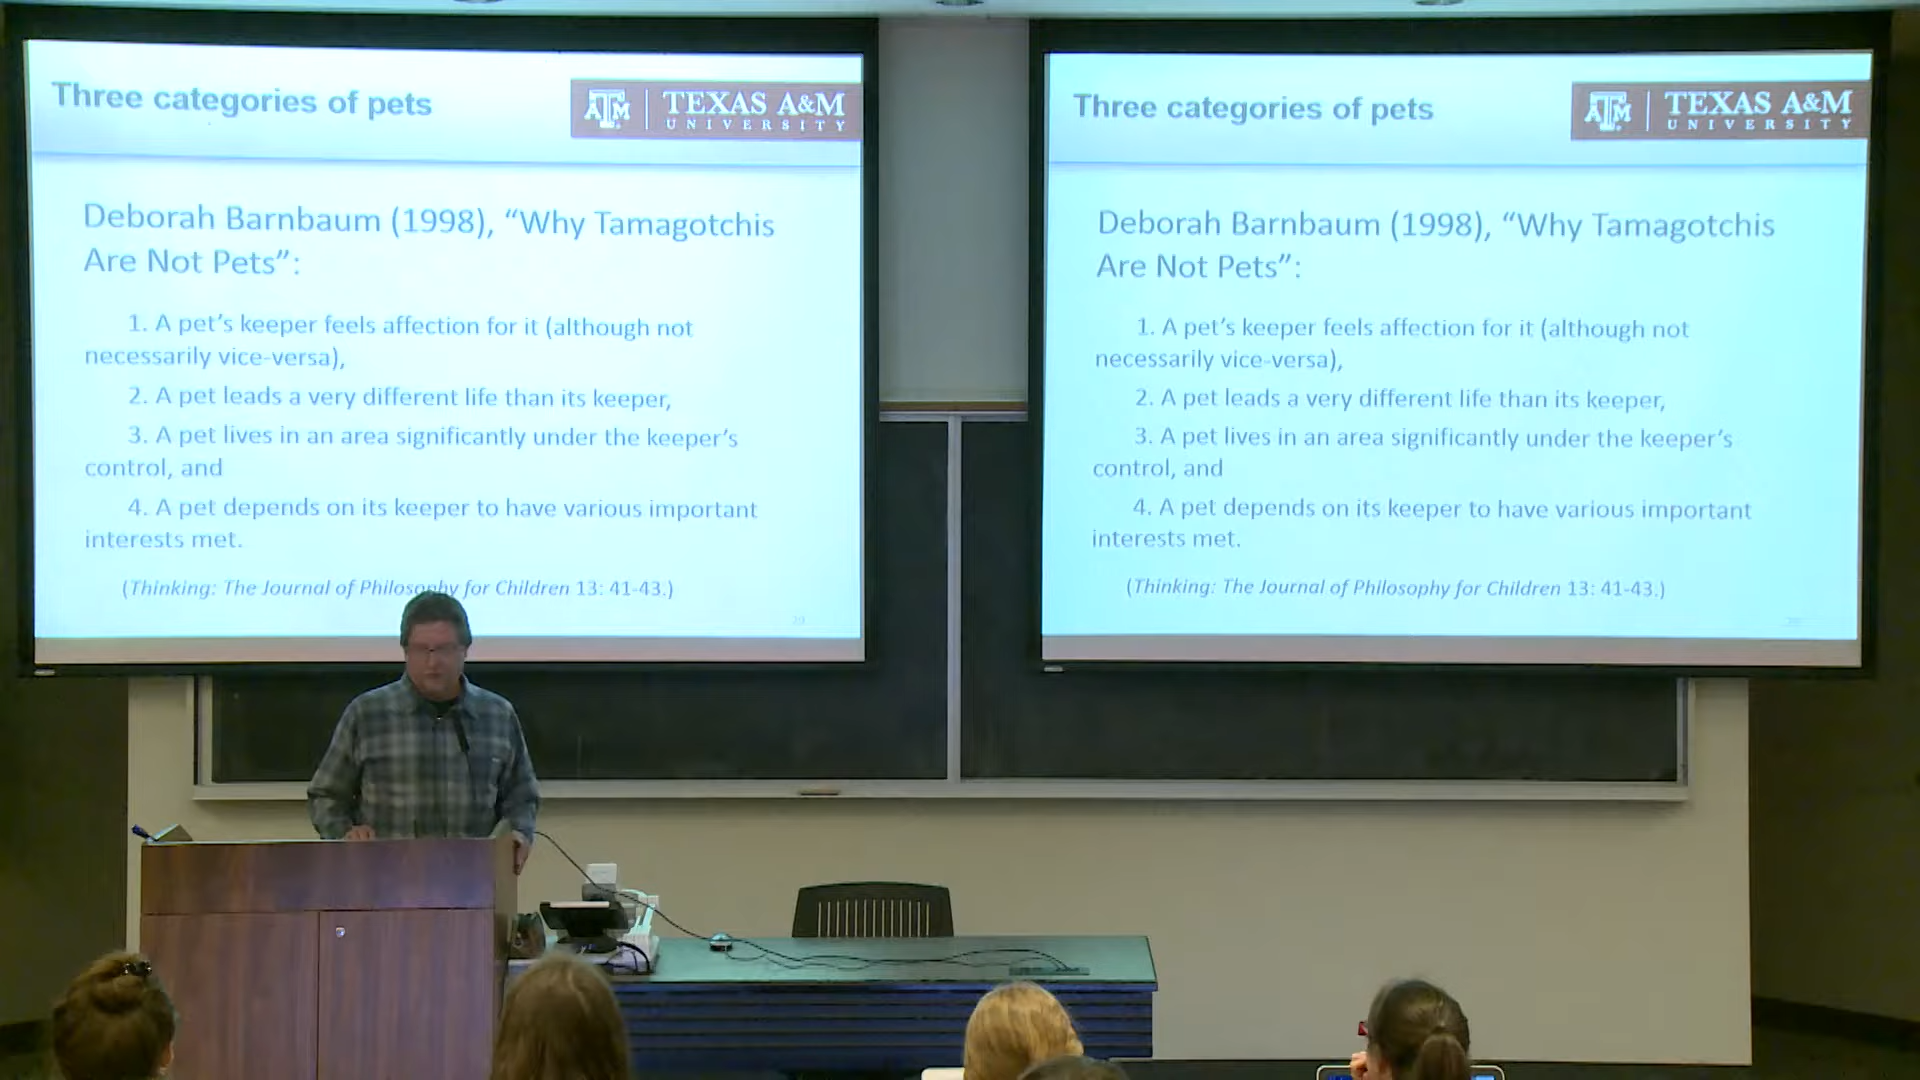 Three categories of pets
ĀM | TEXAS A&M
UNIVERSITY
Deborah Barnbaum (1998), “Why Tamagotchis
Are Not Pets”:
1. A pet’s keeper feels affection for it (although not
necessarily vice-versa),
2. A pet leads a very different life than its keeper,
3. A pet lives in an area significantly under the keeper’s
control, and
4. A pet depends on its keeper to have various important
interests met.
(Thinking: The Journal of Philosophy for Children 13: 41-43.)
Three categories of pets
ATM | TEXAS A&M
UNIVERSITY
Deborah Barnbaum (1998), “Why Tamagotchis
Are Not Pets”:
1. A pet’s keeper feels affection for it (although not
necessarily vice-versa),
2. A pet leads a very different life than its keeper,
3. A pet lives in an area significantly under the keeper’s
control, and
4. A pet depends on its keeper to have various important
interests met.
(Thinking: The Journal of Philosophy for Children 13: 41-43.)